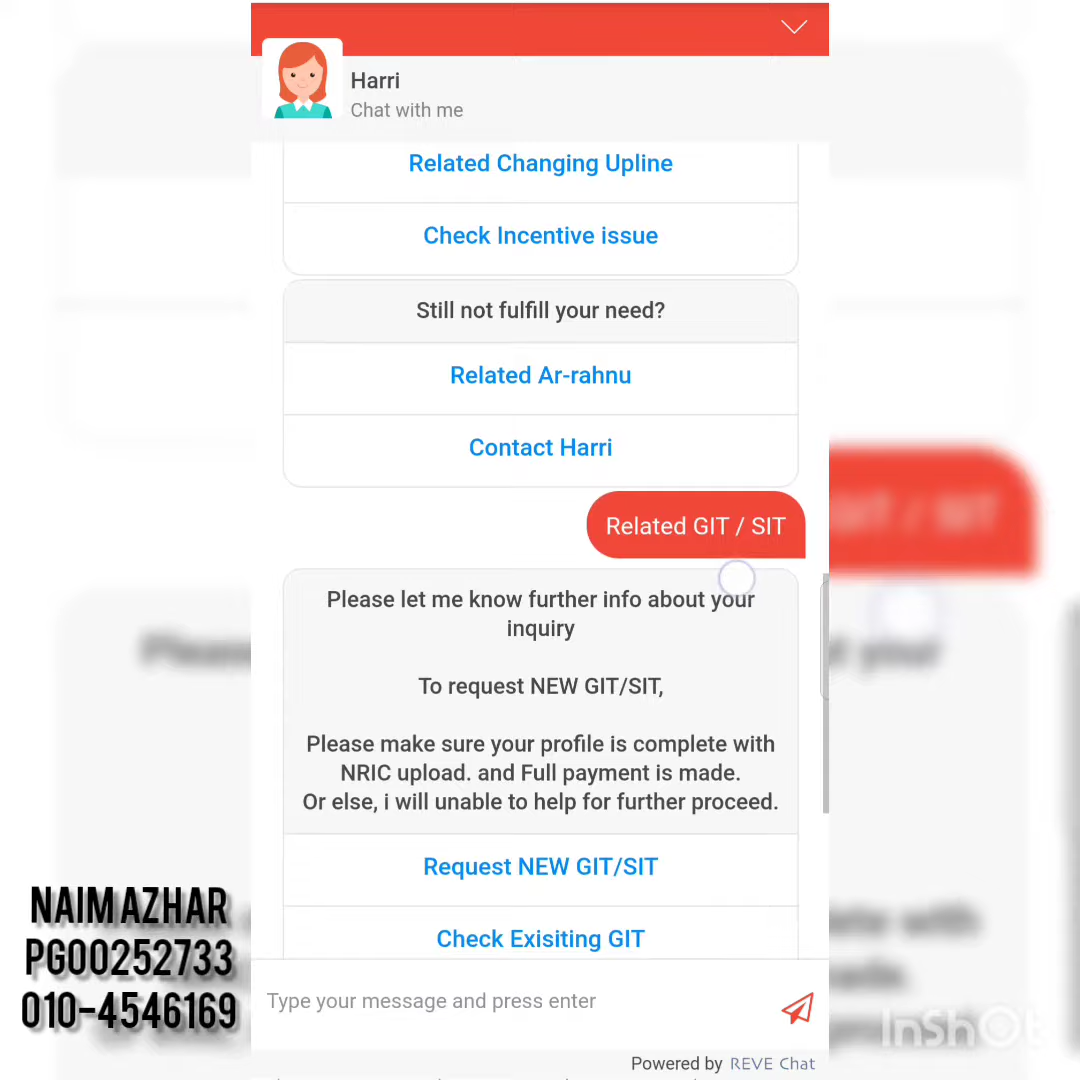 Harri
Chat with me
Related Changing Upline
Check Incentive issue
Still not fulfill your need?
Related Ar-rahnu
Contact Harri
Related GIT / SIT
Please let me know further info about your
inquiry
To request NEW GIT/SIT,
Please make sure your profile is complete with
NRIC upload. and Full payment is made.
Or else, i will unable to help for further proceed.
Request NEW GIT/SIT
Check Exisiting GIT
NAIM AZHAR
PG00252733
010-4546169
Type your message and press enter
InShOt
Powered by REVE Chat